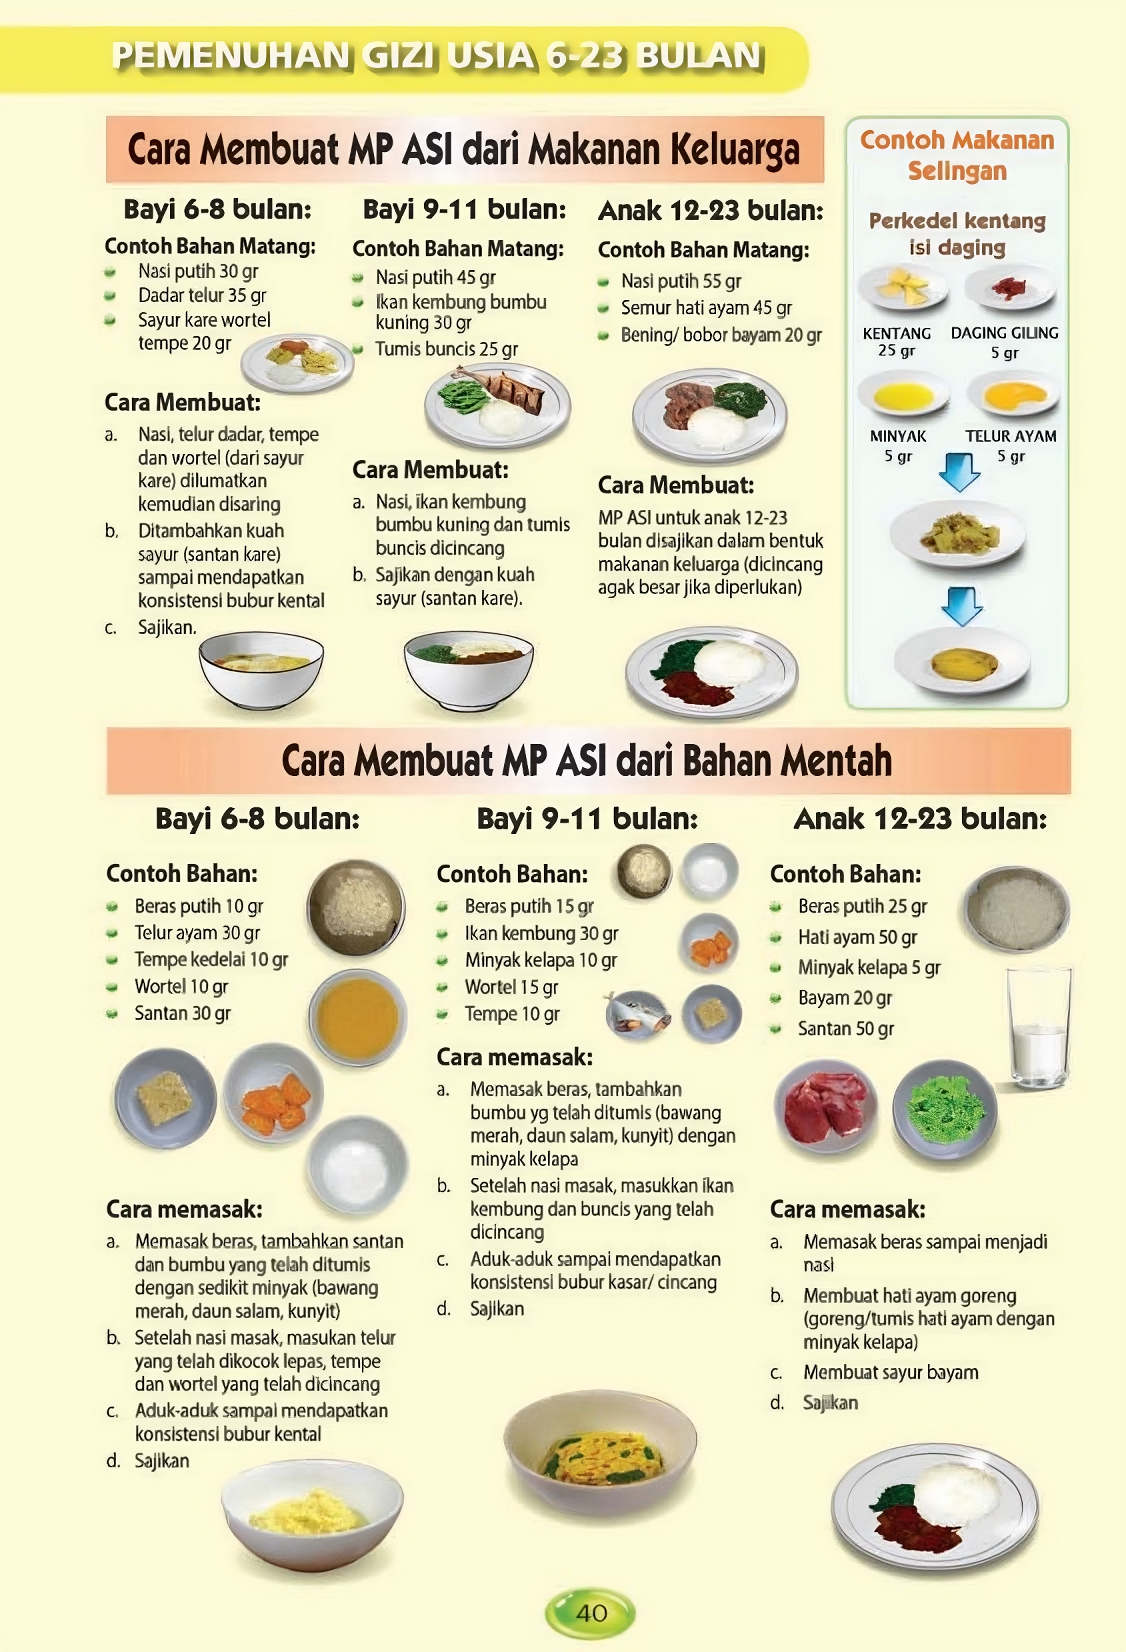 PEMENUHAN GIZI USIA 6-23 BULAN
Cara Membuat MP ASI dari Makanan Keluarga
Bayi 6-8 bulan:
Contoh Bahan Matang:
Nasi putih 30 gr
Dadar telur 35 gr
Sayur kare wortel
tempe 20 gr
Cara Membuat:
a. Nasi, telur dadar, tempe
dan wortel (dari sayur
kare) dilumatkan
kemudian disaring
b. Ditambahkan kuah
sayur (santan kare)
sampai mendapatkan
konsistensi bubur kental
c. Sajikan.
Bayi 9-11 bulan:
Contoh Bahan Matang:
Nasi putih 45 gr
Ikan kembung bumbu
kuning 30 gr
Tumis buncis 25 gr
Cara Membuat:
a. Nasi, ikan kembung
bumbu kuning dan tumis
buncis dicincang
b. Sajikan dengan kuah
sayur (santan kare).
Anak 12-23 bulan:
Contoh Bahan Matang:
Nasi putih 55 gr
Semur hati ayam 45 gr
Bening/ bobor bayam 20 gr
Cara Membuat:
MP ASI untuk anak 12-23
bulan disajikan dalam bentuk
makanan keluarga (dicincang
agak besar jika diperlukan)
Contoh Makanan
Selingan
Perkedel kentang
isi daging
KENTANG
25 gr
DAGING GILING
5 gr
MINYAK
5 gr
TELUR AYAM
5 gr
Cara Membuat MP ASI dari Bahan Mentah
Bayi 6-8 bulan:
Contoh Bahan:
Beras putih 10 gr
Telur ayam 30 gr
Tempe kedelai 10 gr
Wortel 10 gr
Santan 30 gr
Cara memasak:
a. Memasak beras, tambahkan santan
dan bumbu yang telah ditumis
dengan sedikit minyak (bawang
merah, daun salam, kunyit)
b. Setelah nasi masak, masukan telur
yang telah dikocok lepas, tempe
dan wortel yang telah dicincang
c. Aduk-aduk sampai mendapatkan
konsistensi bubur kental
d. Sajikan
Bayi 9-11 bulan:
Contoh Bahan:
Beras putih 15 gr
Ikan kembung 30 gr
Minyak kelapa 10 gr
Wortel 15 gr
Tempe 10 gr
Cara memasak:
a. Memasak beras, tambahkan
bumbu yg telah ditumis (bawang
merah, daun salam, kunyit) dengan
minyak kelapa
b. Setelah nasi masak, masukkan ikan
kembung dan buncis yang telah
dicincang
c. Aduk-aduk sampai mendapatkan
konsistensi bubur kasar/ cincang
d. Sajikan
Anak 12-23 bulan:
Contoh Bahan:
Beras putih 25 gr
Hati ayam 50 gr
Minyak kelapa 5 gr
Bayam 20 gr
Santan 50 gr
Cara memasak:
a. Memasak beras sampai menjadi
nasi
b. Membuat hati ayam goreng
(goreng/tumis hati ayam dengan
minyak kelapa)
c. Membuat sayur bayam
d. Sajikan
40